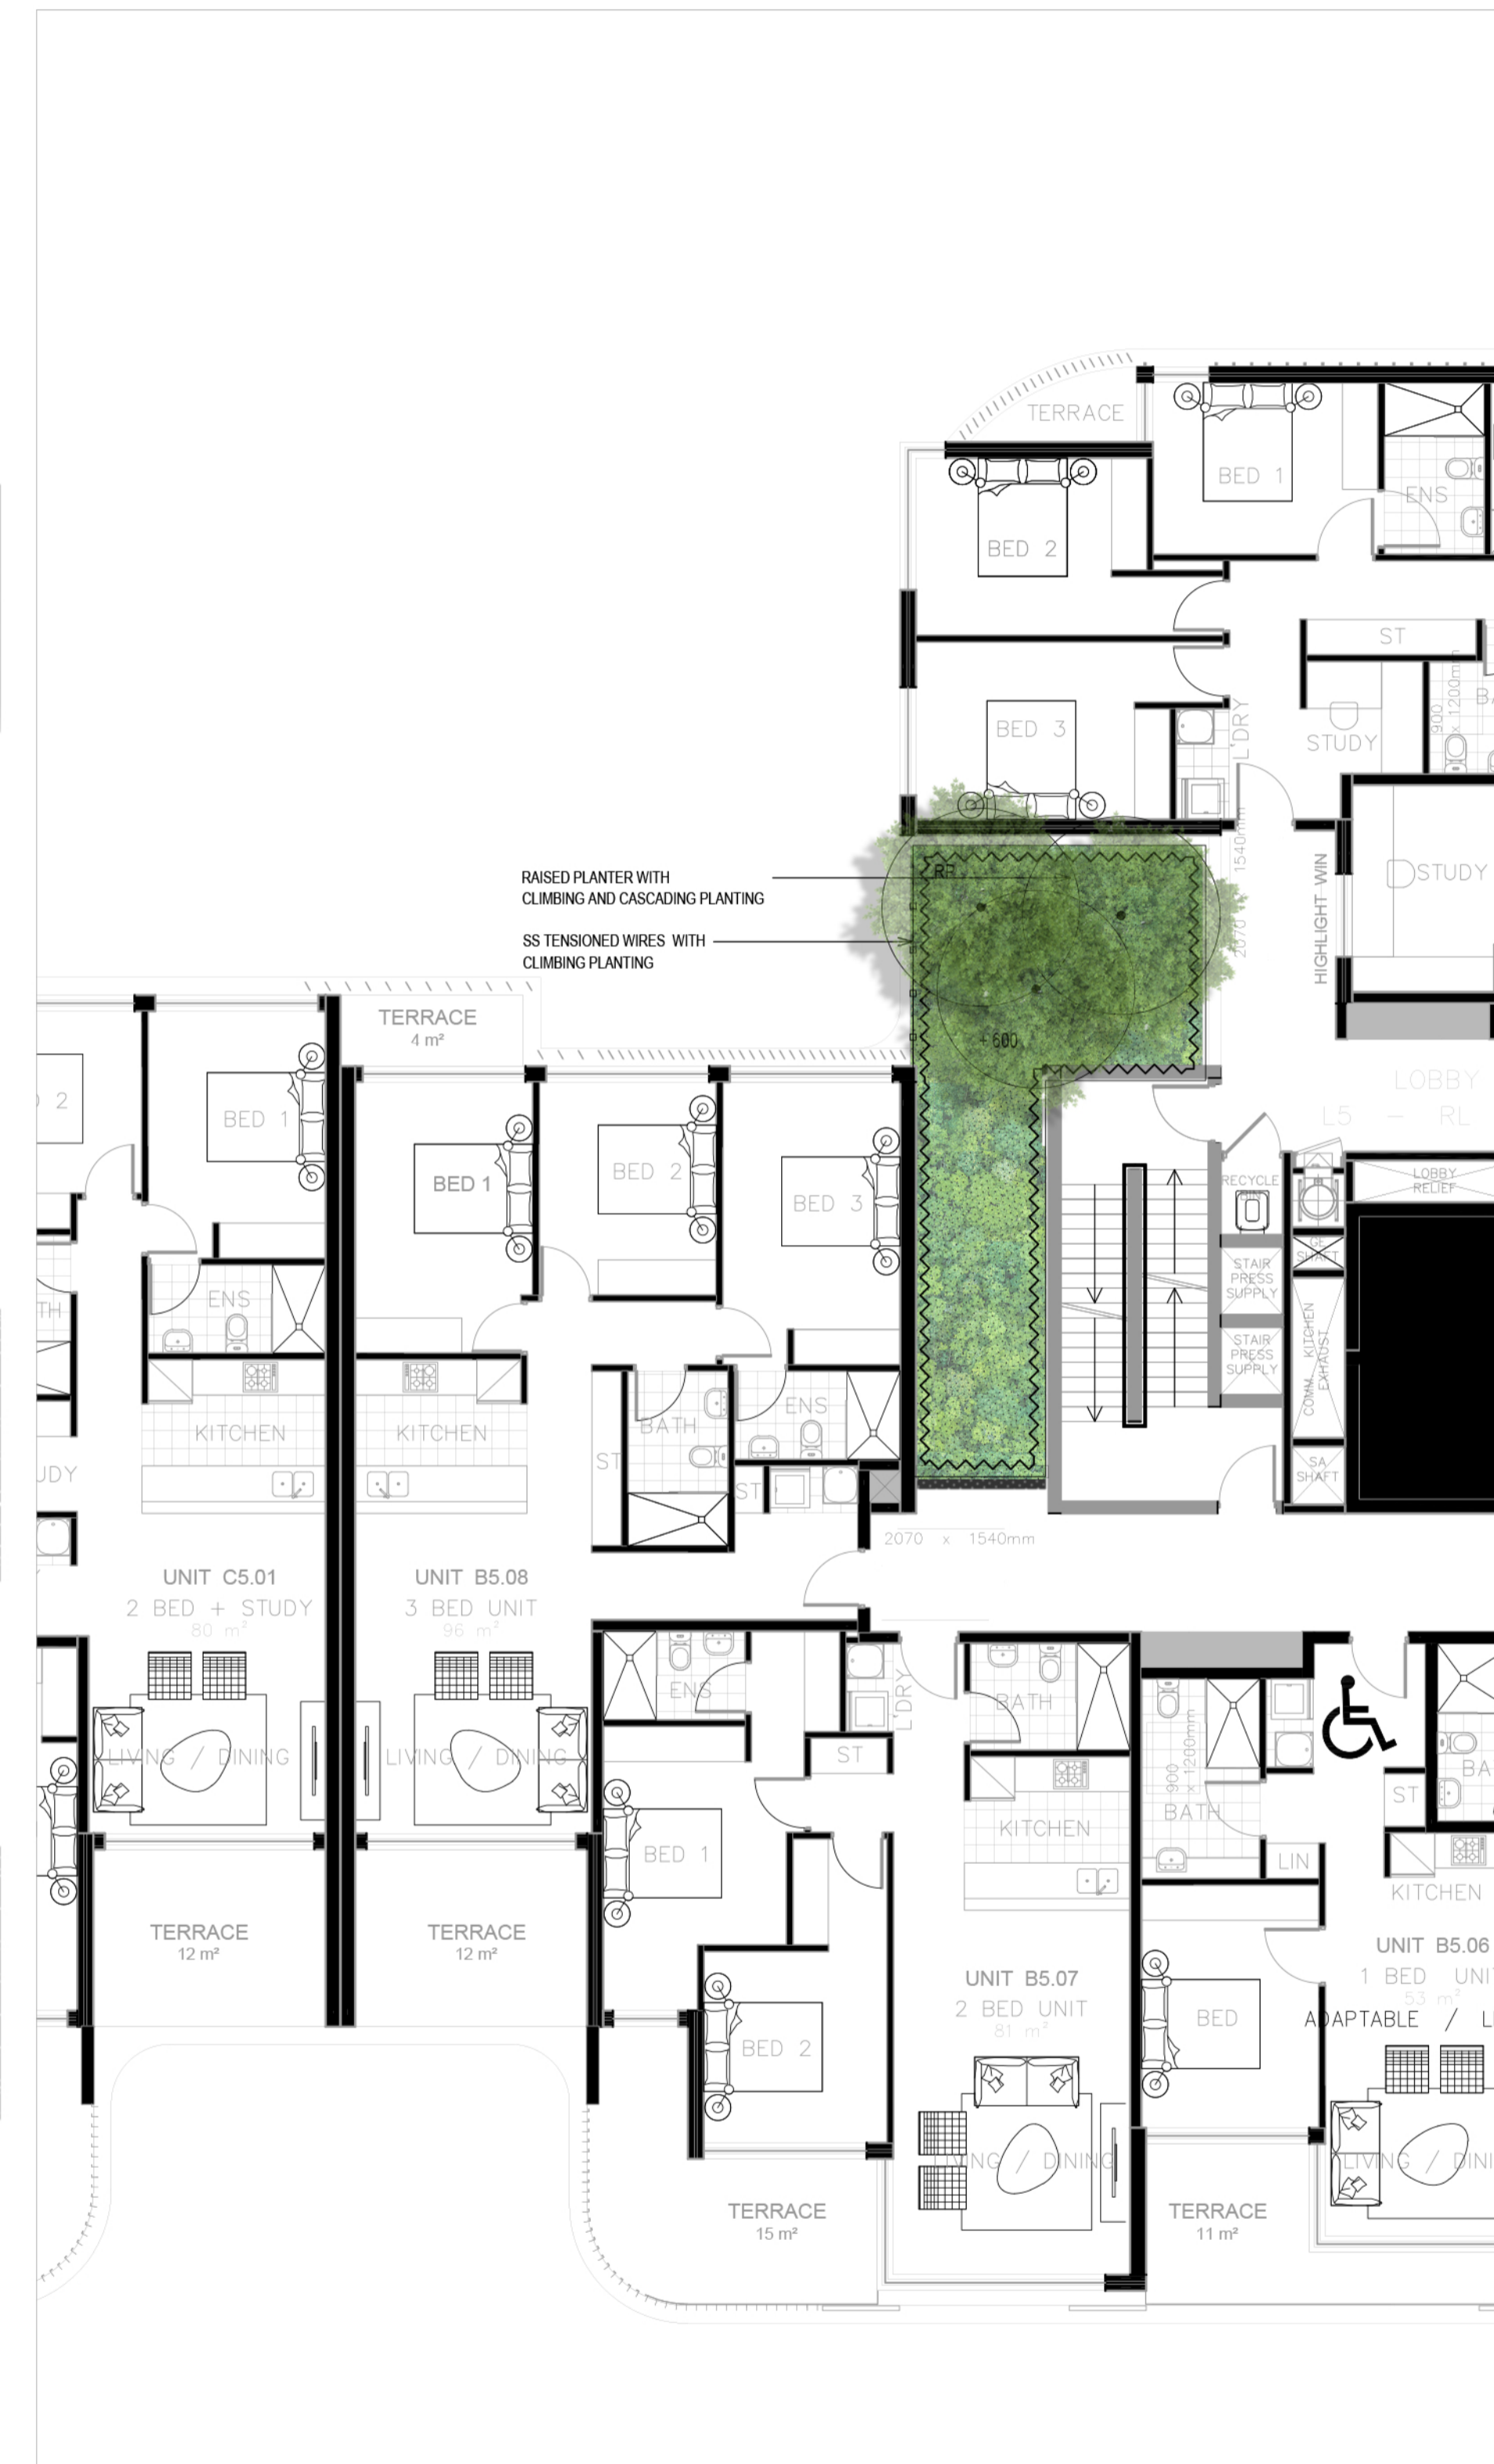 TERRACE
BED 1
ENS
BED 2
ST
900
x 1200mm
BED 3
L'DRY
STUDY
1540mm
2070
HIGHLIGHT WIN
STUDY
RAISED PLANTER WITH
CLIMBING AND CASCADING PLANTING
RP
SS TENSIONED WIRES WITH
CLIMBING PLANTING
+ 600
TERRACE
4 m²
LOBBY
L5 - RL
2
BED 1
BED 1
BED 2
BED 3
RECYCLE
LOBBY
RELIEF
SHAFT
STAIR
PRESS
SUPPLY
STAIR
PRESS
SUPPLY
COMM. KITCHEN
EXHAUST
SA
SHAFT
TH
ENS
KITCHEN
KITCHEN
UDY
ST
BATH
ENS
ST
2070 x 1540mm
UNIT C5.01
2 BED + STUDY
80 m²
UNIT B5.08
3 BED UNIT
96 m²
LIVING / DINING
LIVING / DINING
ENS
L'DRY
BATH
ST
900
x 1200mm
BATH
ST
BA
LIN
KITCHEN
KITCHEN
BED 1
TERRACE
12 m²
TERRACE
12 m²
UNIT B5.07
2 BED UNIT
81 m²
UNIT B5.06
1 BED UNI
53 m²
ADAPTABLE / L
BED
BED 2
LIVING / DINING
LIVING / DINI
TERRACE
15 m²
TERRACE
11 m²